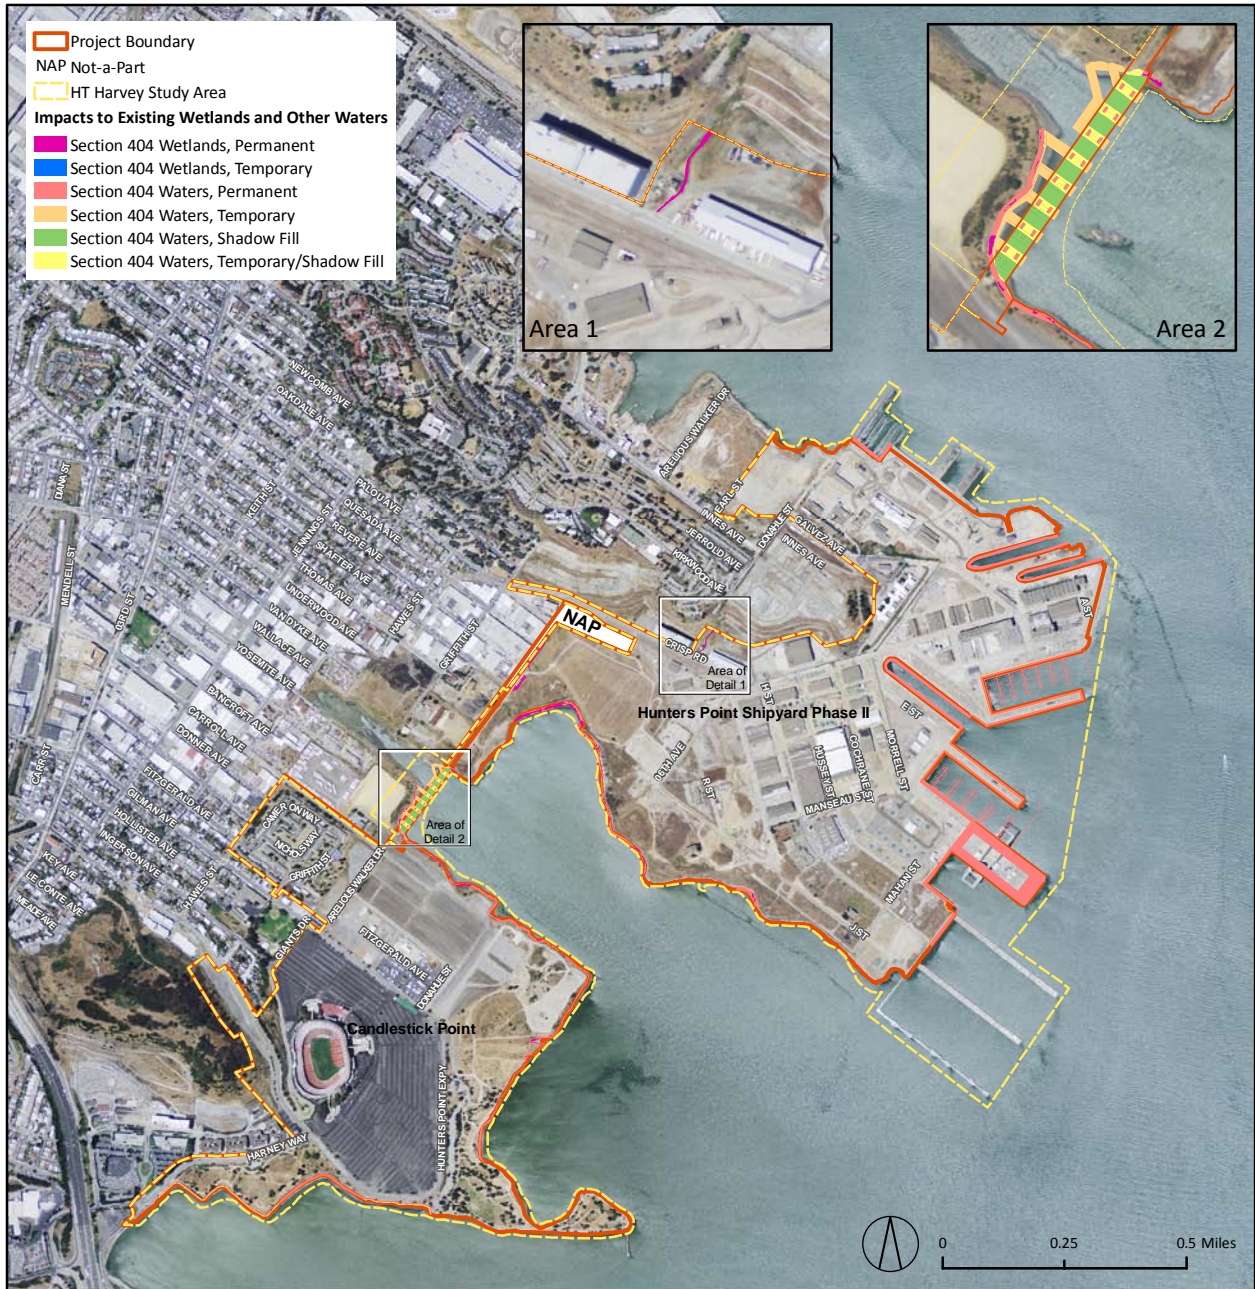 Project Boundary
NAP Not-a-Part
HT Harvey Study Area
Impacts to Existing Wetlands and Other Waters
Section 404 Wetlands, Permanent
Section 404 Wetlands, Temporary
Section 404 Waters, Permanent
Section 404 Waters, Temporary
Section 404 Waters, Shadow Fill
Section 404 Waters, Temporary/Shadow Fill
Area 1
Area 2
NEWCOMB AVE
OAKDALE AVE
ARELIOUS WALKER DR
EARL ST
INNES AVE
JERROLD AVE
KIRKWOOD AVE
DONAHUE ST
GALVEZ AVE
INNES AVE
DIANA ST
MENDELL ST
KEITH ST
PALOU AVE
QUESADA AVE
JENNINGS ST
REVERE AVE
SHAFTER AVE
THOMAS AVE
UNDERWOOD AVE
HAWES ST
VAN DYKE AVE
GRIFFITH ST
WALLACE AVE
03RD ST
YOSEMITE AVE
NAP
CRISP RD
Area of
Detail 1
A ST
BANCROFT AVE
CARROLL AVE
DONNER AVE
H ST
Hunters Point Shipyard Phase II
E ST
CARR ST
06TH AVE
R ST
HUSSEY ST
COCHRANE ST
MORRELL ST
MANSEAU ST
FITZGERALD AVE
GILMAN AVE
HOLLISTER AVE
INGERSON AVE
CAMERON WAY
NICHOLS WAY
GRIFFITH ST
Area of
Detail 2
KEY AVE
LE CONTE AVE
MEADE AVE
HAWES ST
ARELIOUS WALKER DR
MAHAN ST
GIANTS DR
FITZGERALD AVE
J ST
DONAHUE ST
Candlestick Point
HUNTERS POINT EXPY
HARNEY WAY
0 0.25 0.5 Miles